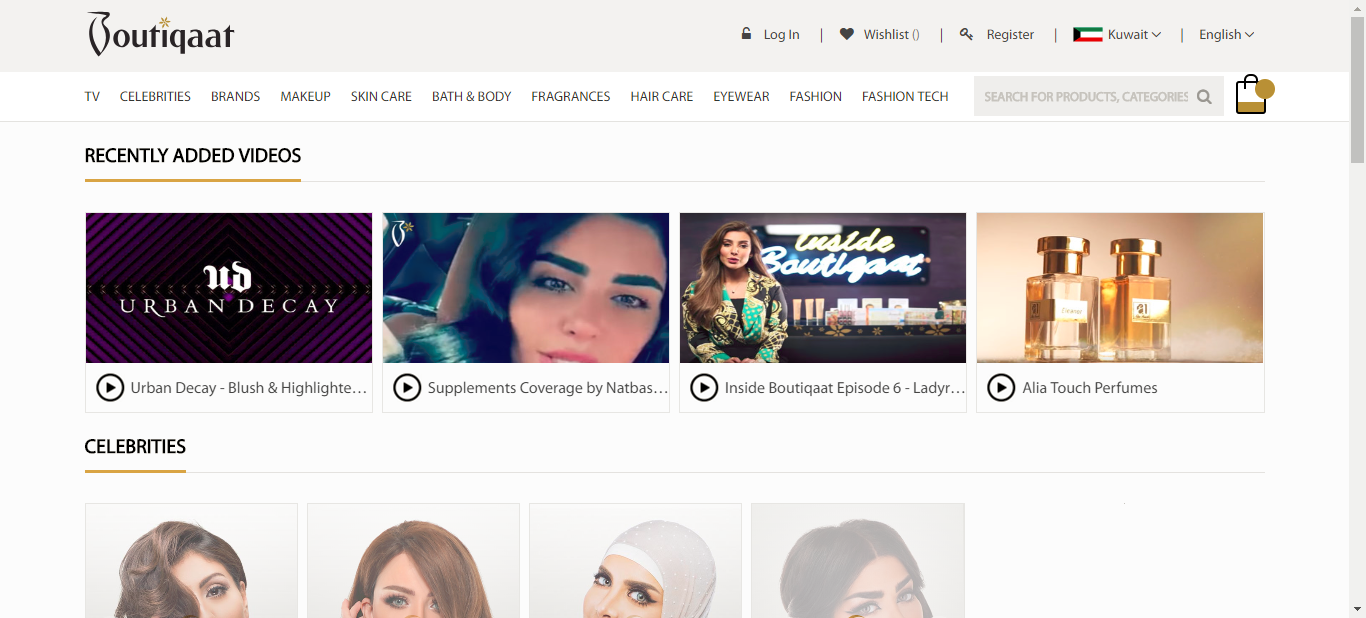 Boutiqaat
Log In | Wishlist () | Register | Kuwait | English
TV CELEBRITIES BRANDS MAKEUP SKIN CARE BATH & BODY FRAGRANCES HAIR CARE EYEWEAR FASHION FASHION TECH SEARCH FOR PRODUCTS, CATEGORIES
RECENTLY ADDED VIDEOS
ud
URBAN DECAY
inside
Boutiqaat
Urban Decay - Blush & Highlighte...
Supplements Coverage by Natbas...
Inside Boutiqaat Episode 6 - Ladyr...
Alia Touch Perfumes
CELEBRITIES